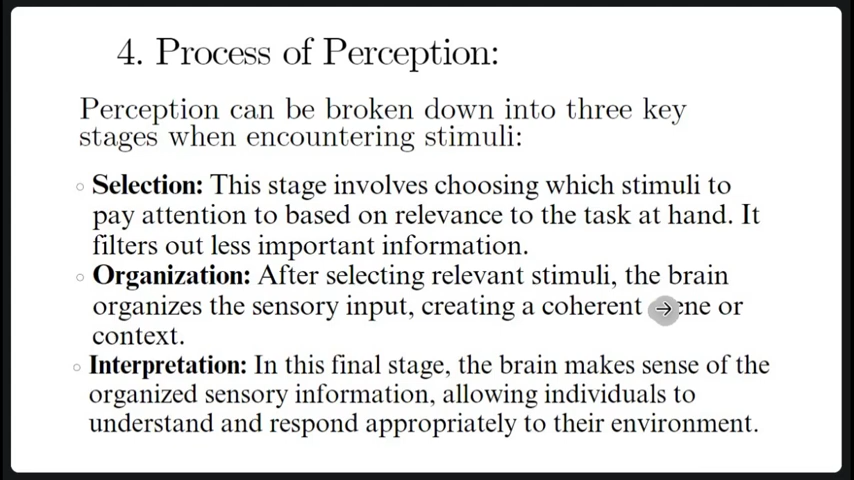 4. Process of Perception:
Perception can be broken down into three key
stages when encountering stimuli:
Selection: This stage involves choosing which stimuli to
pay attention to based on relevance to the task at hand. It
filters out less important information.
Organization: After selecting relevant stimuli, the brain
organizes the sensory input, creating a coherent or
context.
Interpretation: In this final stage, the brain makes sense of the
organized sensory information, allowing individuals to
understand and respond appropriately to their environment.